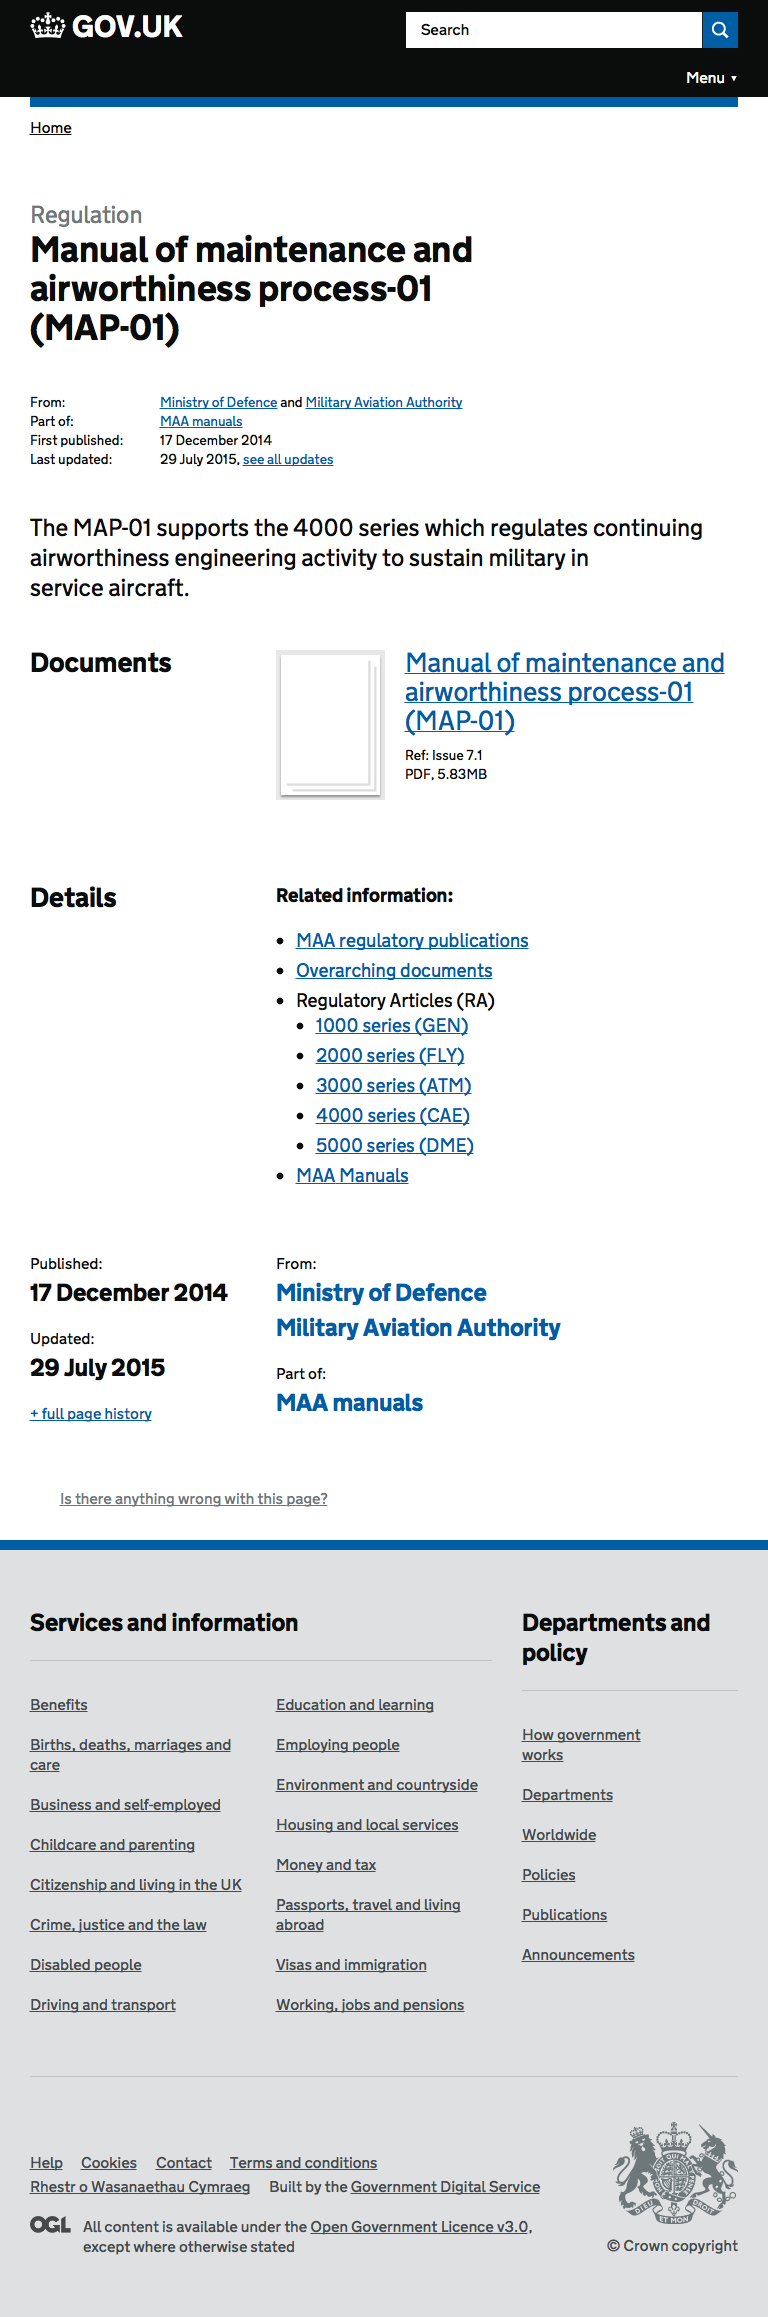 GOV.UK
Search
Menu ▼
Home
Regulation
Manual of maintenance and
airworthiness process-01
(MAP-01)
From: Ministry of Defence and Military Aviation Authority
Part of: MAA manuals
First published: 17 December 2014
Last updated: 29 July 2015, see all updates
The MAP-01 supports the 4000 series which regulates continuing
airworthiness engineering activity to sustain military in
service aircraft.
Documents
Manual of maintenance and
airworthiness process-01
(MAP-01)
Ref: Issue 7.1
PDF, 5.83MB
Details
Related information:
• MAA regulatory publications
• Overarching documents
• Regulatory Articles (RA)
• 1000 series (GEN)
• 2000 series (FLY)
• 3000 series (ATM)
• 4000 series (CAE)
• 5000 series (DME)
• MAA Manuals
Published:
17 December 2014
Updated:
29 July 2015
+ full page history
From:
Ministry of Defence
Military Aviation Authority
Part of:
MAA manuals
Is there anything wrong with this page?
Services and information
Benefits
Births, deaths, marriages and
care
Business and self-employed
Childcare and parenting
Citizenship and living in the UK
Crime, justice and the law
Disabled people
Driving and transport
Education and learning
Employing people
Environment and countryside
Housing and local services
Money and tax
Passports, travel and living
abroad
Visas and immigration
Working, jobs and pensions
Departments and
policy
How government
works
Departments
Worldwide
Policies
Publications
Announcements
Help Cookies Contact Terms and conditions
Rhestr o Wasanaethau Cymraeg Built by the Government Digital Service
OGL All content is available under the Open Government Licence v3.0,
except where otherwise stated
DIEU ET MON DROIT
© Crown copyright